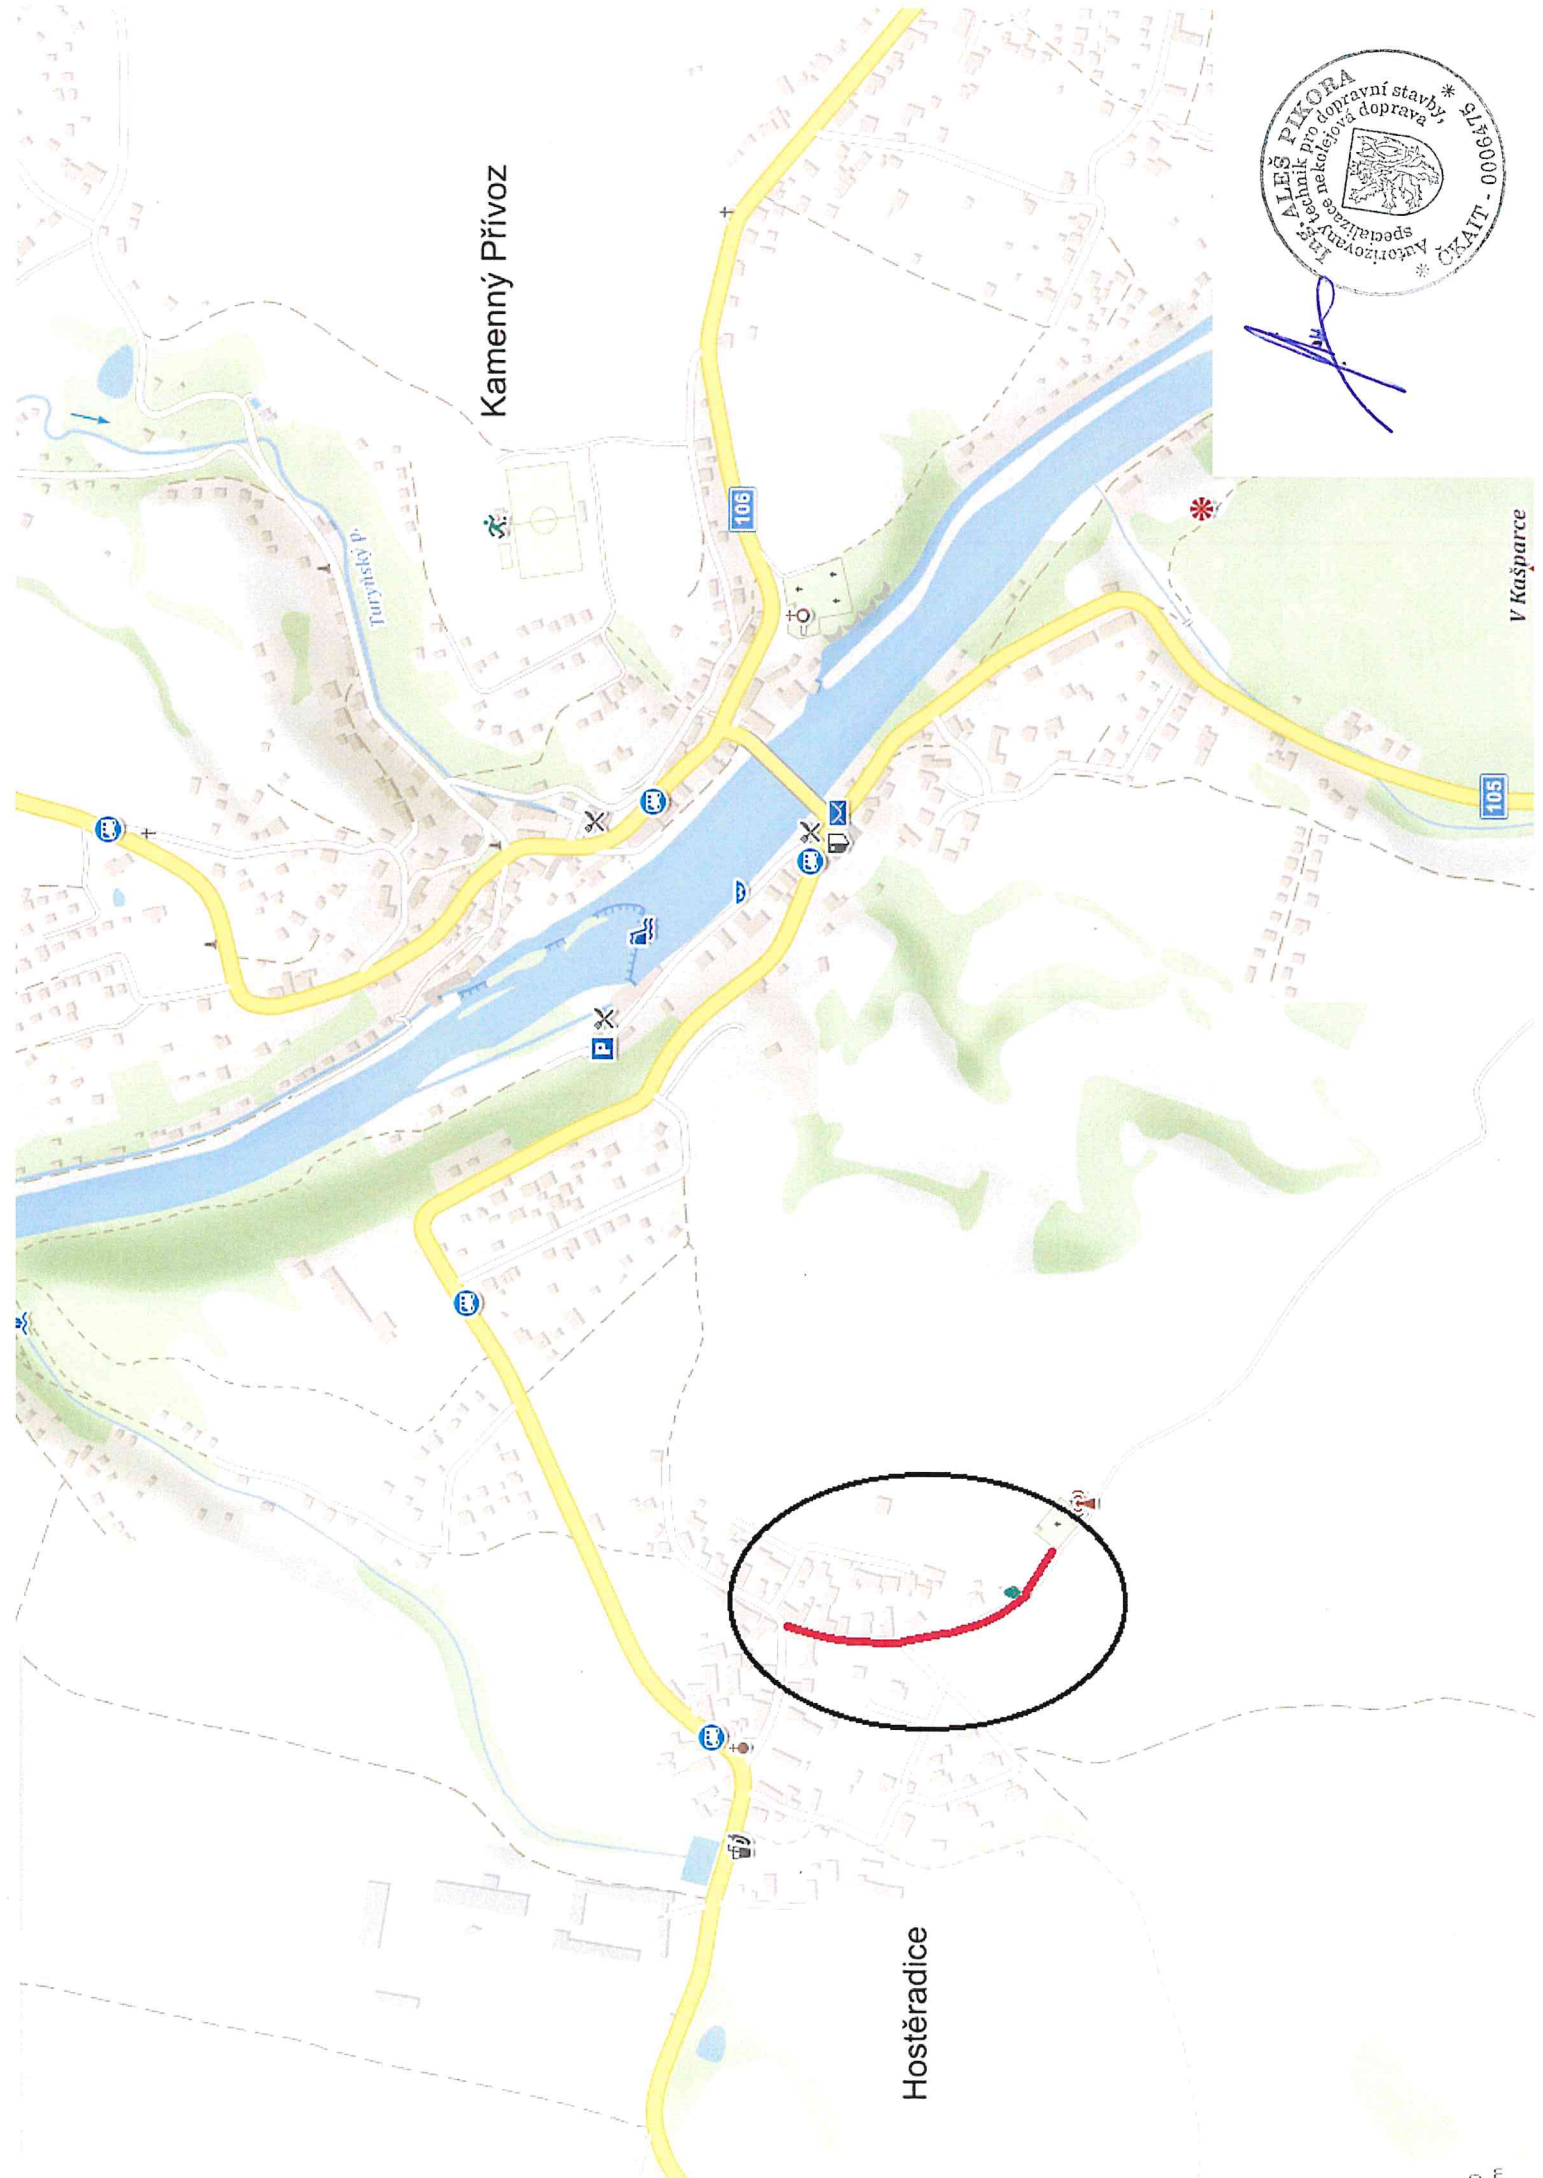 Kamenný Přívoz
Turyňský p.
106
105
P
V Kašparce
Hostěradice
Ing. ALEŠ PIKORA
Autorizovaný technik pro dopravní stavby,
specializace nekolejová doprava
* ČKAIT - 0006475 *